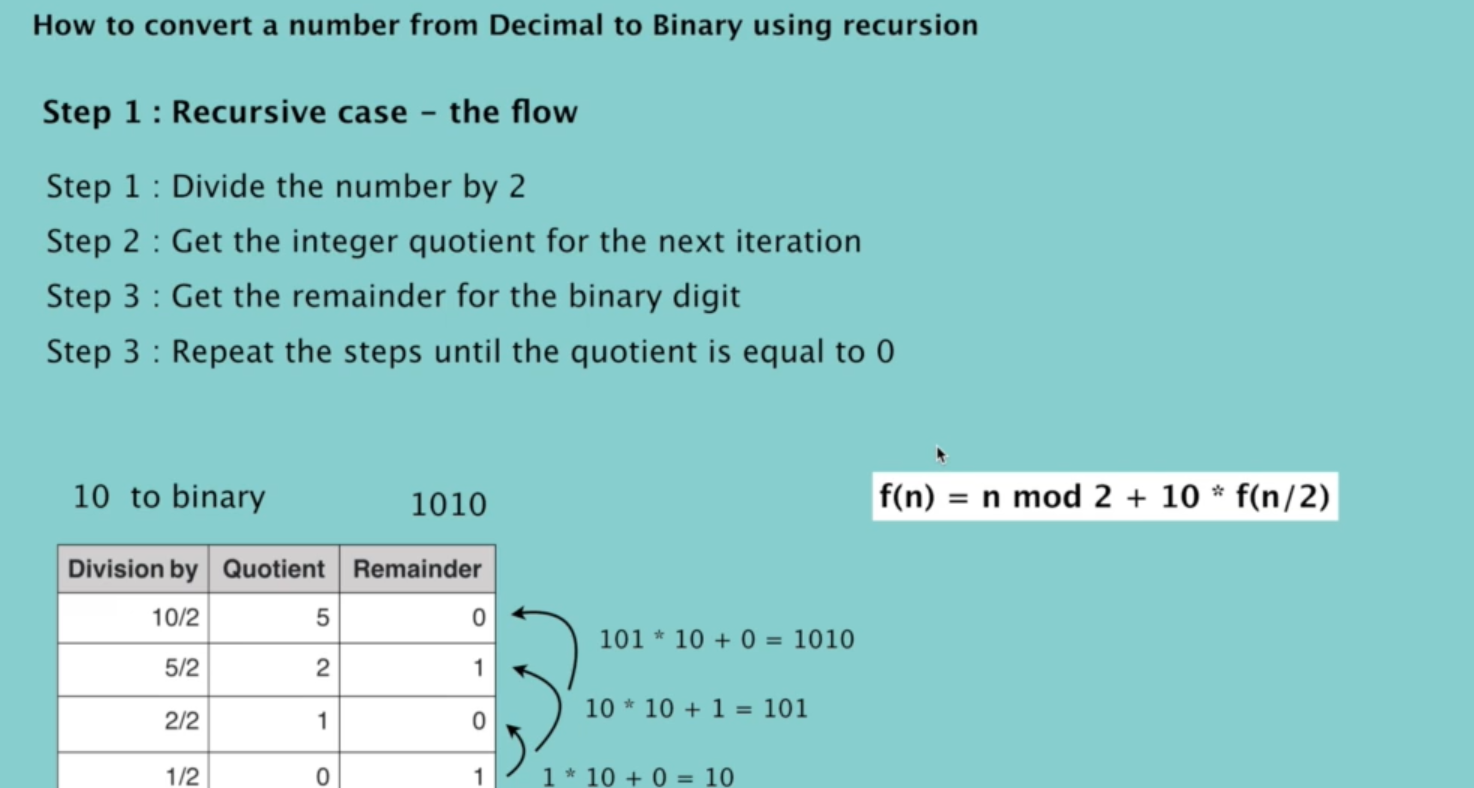 How to convert a number from Decimal to Binary using recursion
Step 1 : Recursive case – the flow
Step 1 : Divide the number by 2
Step 2 : Get the integer quotient for the next iteration
Step 3 : Get the remainder for the binary digit
Step 3 : Repeat the steps until the quotient is equal to 0
10 to binary 1010
f(n) = n mod 2 + 10 * f(n/2)
Division by Quotient Remainder
10/2 5 0
101 * 10 + 0 = 1010
5/2 2 1
10 * 10 + 1 = 101
2/2 1 0
1/2 0 1
1 * 10 + 0 = 10